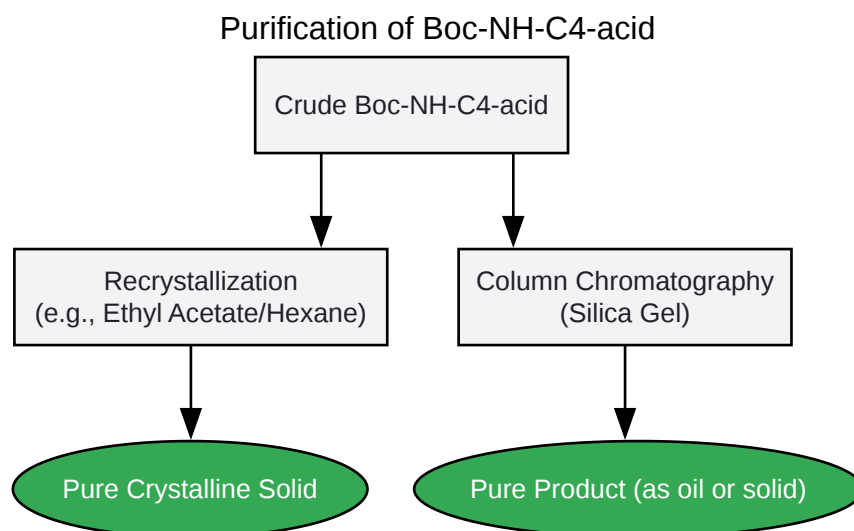 Purification of Boc-NH-C4-acid
Crude Boc-NH-C4-acid
Recrystallization
(e.g., Ethyl Acetate/Hexane)
Column Chromatography
(Silica Gel)
Pure Crystalline Solid
Pure Product (as oil or solid)